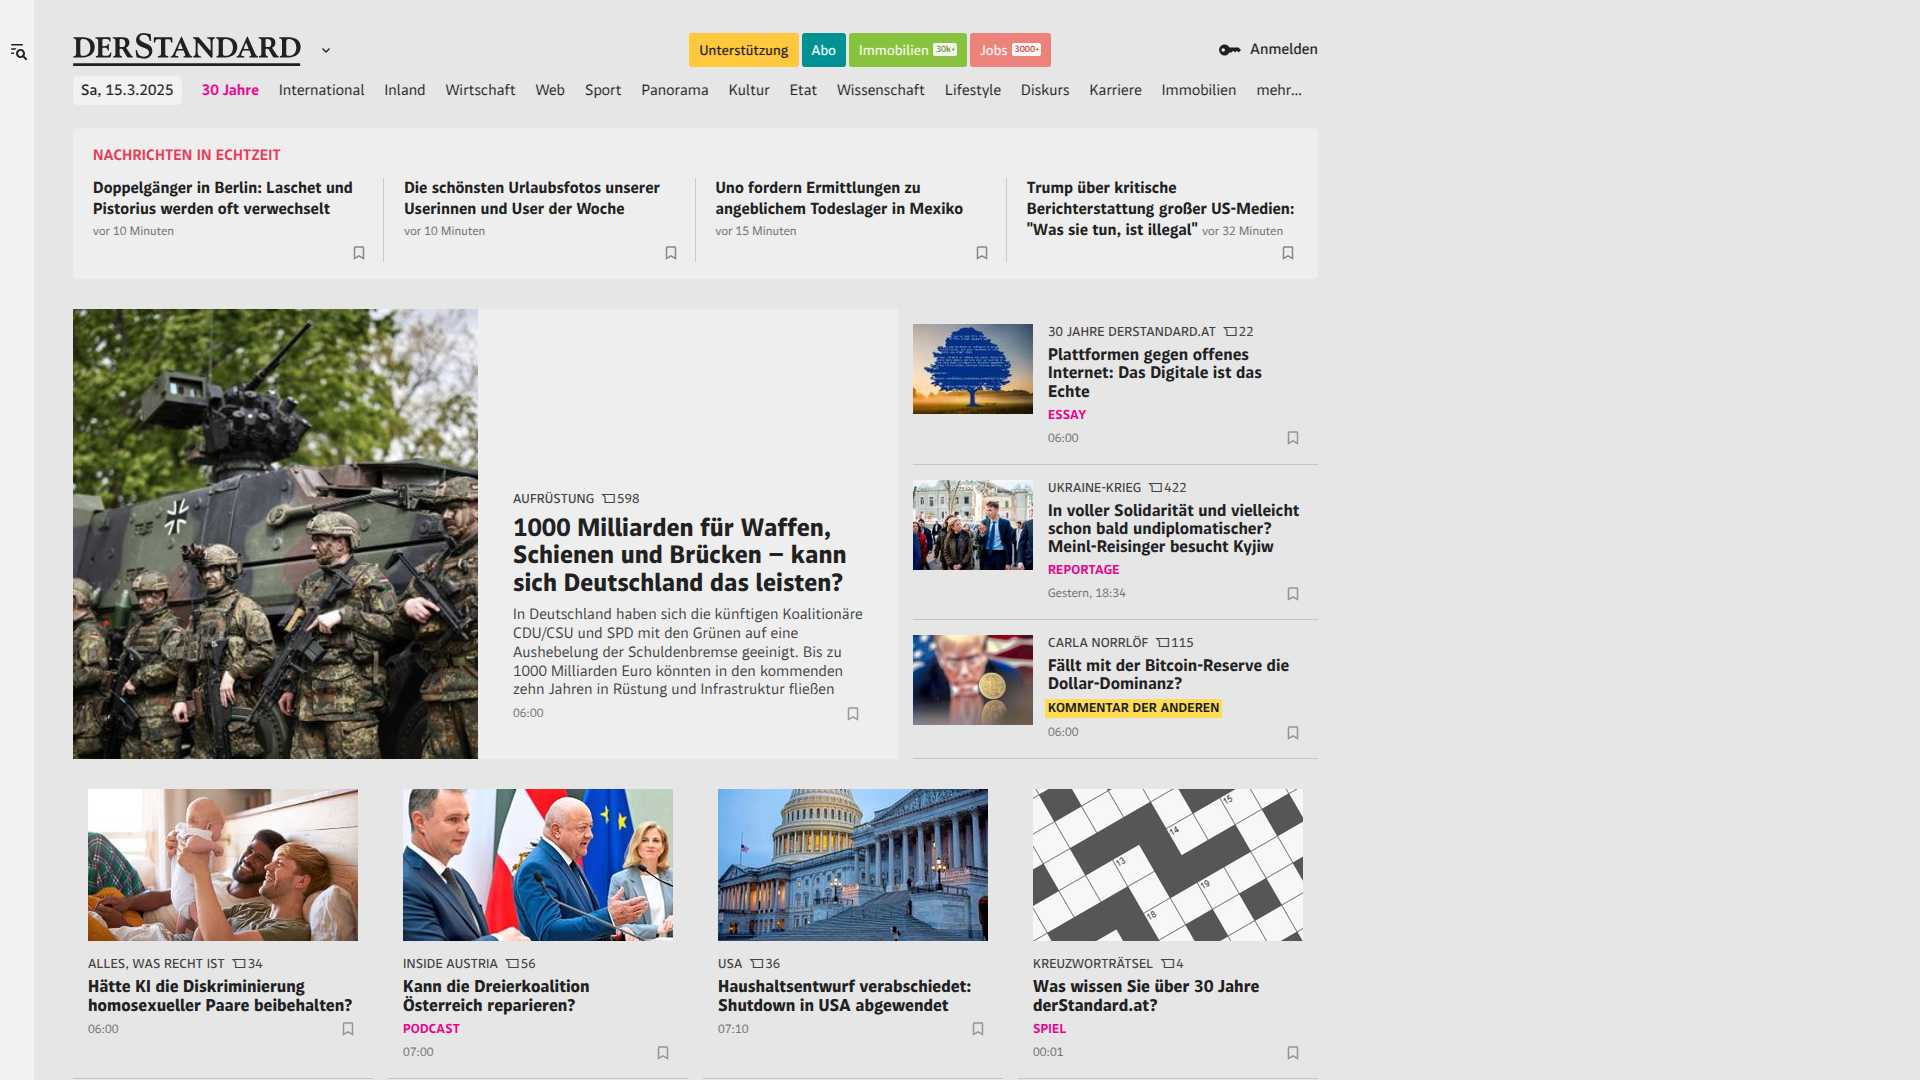 DERSTANDARD
Unterstützung
Abo
Immobilien 30k+
Jobs 3000+
Anmelden
Sa, 15.3.2025
30 Jahre
International
Inland
Wirtschaft
Web
Sport
Panorama
Kultur
Etat
Wissenschaft
Lifestyle
Diskurs
Karriere
Immobilien
mehr...
NACHRICHTEN IN ECHTZEIT
Doppelgänger in Berlin: Laschet und
Pistorius werden oft verwechselt
vor 10 Minuten
Die schönsten Urlaubsfotos unserer
Userinnen und User der Woche
vor 10 Minuten
Uno fordern Ermittlungen zu
angeblichem Todeslager in Mexiko
vor 15 Minuten
Trump über kritische
Berichterstattung großer US-Medien:
"Was sie tun, ist illegal" vor 32 Minuten
AUFRÜSTUNG 598
1000 Milliarden für Waffen,
Schienen und Brücken – kann
sich Deutschland das leisten?
In Deutschland haben sich die künftigen Koalitionäre
CDU/CSU und SPD mit den Grünen auf eine
Aushebelung der Schuldenbremse geeinigt. Bis zu
1000 Milliarden Euro könnten in den kommenden
zehn Jahren in Rüstung und Infrastruktur fließen
06:00
30 JAHRE DERSTANDARD.AT 22
Plattformen gegen offenes
Internet: Das Digitale ist das
Echte
ESSAY
06:00
UKRAINE-KRIEG 422
In voller Solidarität und vielleicht
schon bald undiplomatischer?
Meinl-Reisinger besucht Kyjiw
REPORTAGE
Gestern, 18:34
CARLA NORRLÖF 115
Fällt mit der Bitcoin-Reserve die
Dollar-Dominanz?
KOMMENTAR DER ANDEREN
06:00
ALLES, WAS RECHT IST 34
Hätte KI die Diskriminierung
homosexueller Paare beibehalten?
06:00
INSIDE AUSTRIA 56
Kann die Dreierkoalition
Österreich reparieren?
PODCAST
07:00
USA 36
Haushaltsentwurf verabschiedet:
Shutdown in USA abgewendet
07:10
15
14
13
19
18
KREUZWORTRÄTSEL 4
Was wissen Sie über 30 Jahre
derStandard.at?
SPIEL
00:01